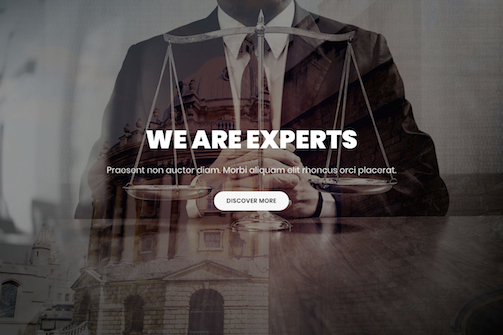 WE ARE EXPERTS
Praesent non auctor diam. Morbi aliquam elit rhoncus orci placerat.
DISCOVER MORE